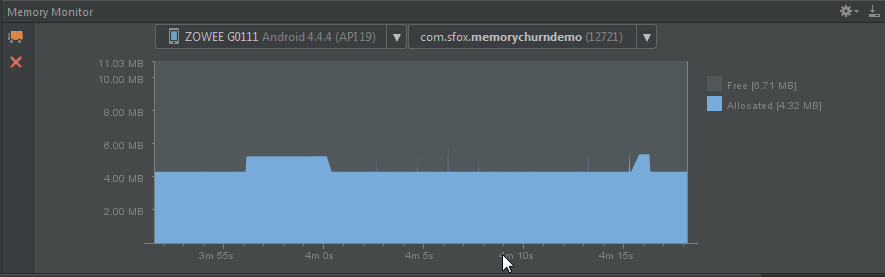 Memory Monitor
ZOWEE G0111 Android 4.4.4 (API 19) com.sfox.memorychurndemo (12721)
11.03 MB
10.00 MB
8.00 MB
6.00 MB
4.00 MB
2.00 MB
Free [6.71 MB]
Allocated [4.32 MB]
3m 55s 4m 0s 4m 5s 4m 10s 4m 15s